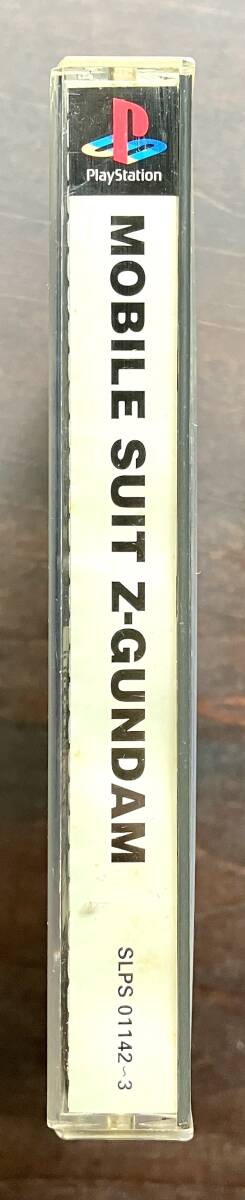 PlayStation
MOBILE SUIT Z-GUNDAM
SLPS 01142~3